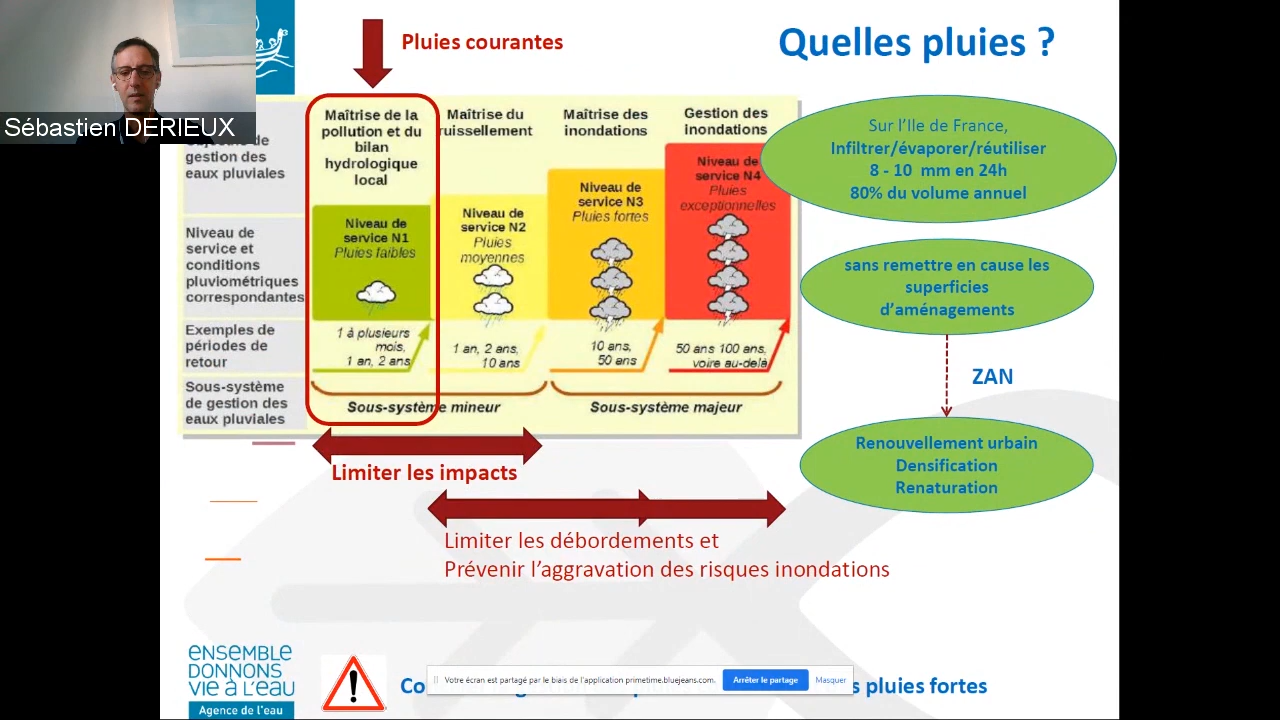 Sébastien DERIEUX
Pluies courantes
Quelles pluies ?
gestion des
eaux pluviales
Maîtrise de la
pollution et du
bilan
hydrologique
local
Maîtrise du
ruissellement
Maîtrise des
inondations
Gestion des
inondations
Niveau de
service et
conditions
pluviométriques
correspondantes
Niveau de
service N1
Pluies faibles
Niveau de
service N2
Pluies
moyennes
Niveau de
service N3
Pluies fortes
Niveau de
service N4
Pluies
exceptionnelles
Exemples de
périodes de
retour
1 à plusieurs
mois,
1 an, 2 ans
1 an, 2 ans,
10 ans
10 ans,
50 ans
50 ans 100 ans,
voire au-delà
Sous-système
de gestion des
eaux pluviales
Sous-système mineur
Sous-système majeur
Sur l'Ile de France,
Infiltrer/évaporer/réutiliser
8 - 10 mm en 24h
80% du volume annuel
sans remettre en cause les
superficies
d'aménagements
ZAN
Renouvellement urbain
Densification
Renaturation
Limiter les impacts
Limiter les débordements et
Prévenir l'aggravation des risques inondations
ENSEMBLE
DONNONS
VIE À L'EAU
Agence de l'eau
Votre écran est partagé par le biais de l'application primetime.bluejeans.com.
Arrêter le partage
Masquer
pluies fortes